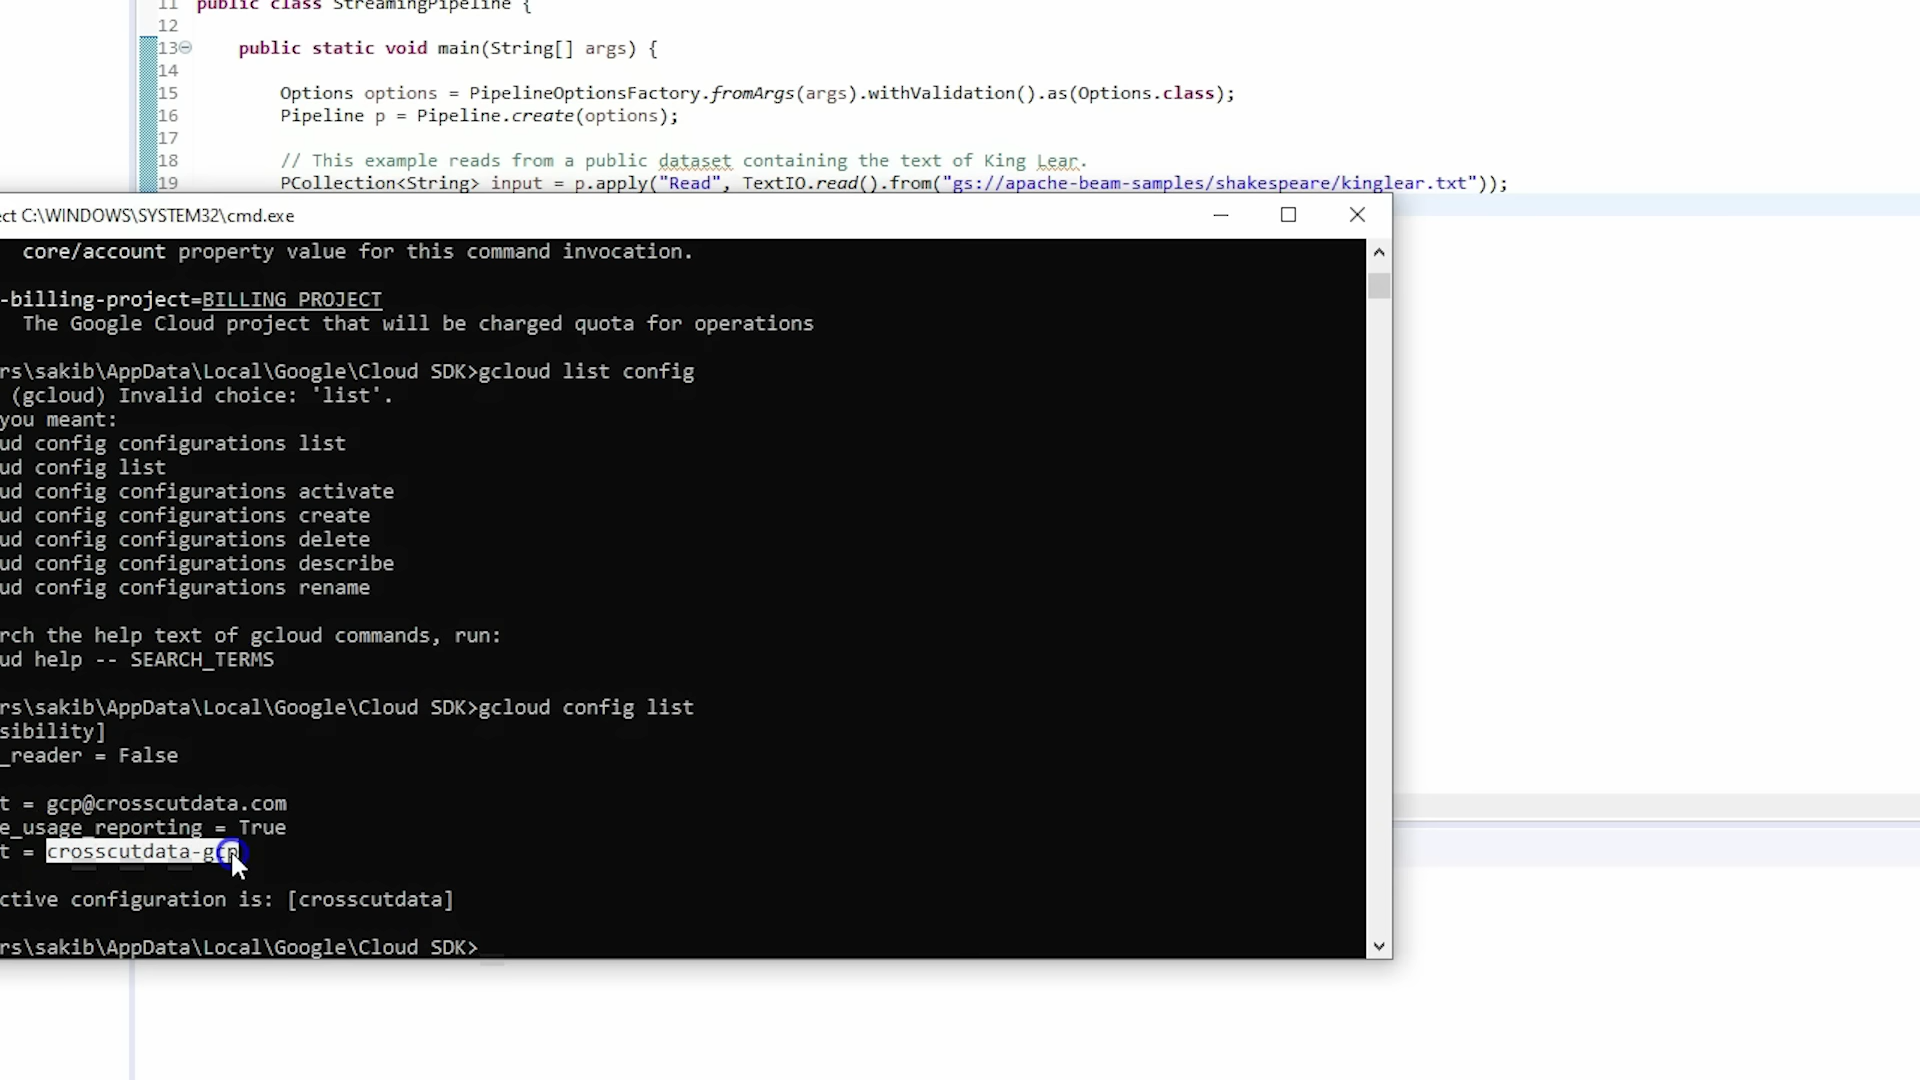 11 public class StreamingPipeline {
12
13 public static void main(String[] args) {
14
15 Options options = PipelineOptionsFactory.fromArgs(args).withValidation().as(Options.class);
16 Pipeline p = Pipeline.create(options);
17
18 // This example reads from a public dataset containing the text of King Lear.
19 PCollection<String> input = p.apply("Read", TextIO.read().from("gs://apache-beam-samples/shakespeare/kinglear.txt"));
ect C:\WINDOWS\SYSTEM32\cmd.exe
core/account property value for this command invocation.
-billing-project=BILLING_PROJECT
The Google Cloud project that will be charged quota for operations
rs\sakib\AppData\Local\Google\Cloud SDK>gcloud list config
(gcloud) Invalid choice: 'list'.
you meant:
ud config configurations list
ud config list
ud config configurations activate
ud config configurations create
ud config configurations delete
ud config configurations describe
ud config configurations rename
rch the help text of gcloud commands, run:
ud help -- SEARCH_TERMS
rs\sakib\AppData\Local\Google\Cloud SDK>gcloud config list
sibility]
_reader = False
t = gcp@crosscutdata.com
e_usage_reporting = True
t = crosscutdata-gcp
ctive configuration is: [crosscutdata]
rs\sakib\AppData\Local\Google\Cloud SDK>